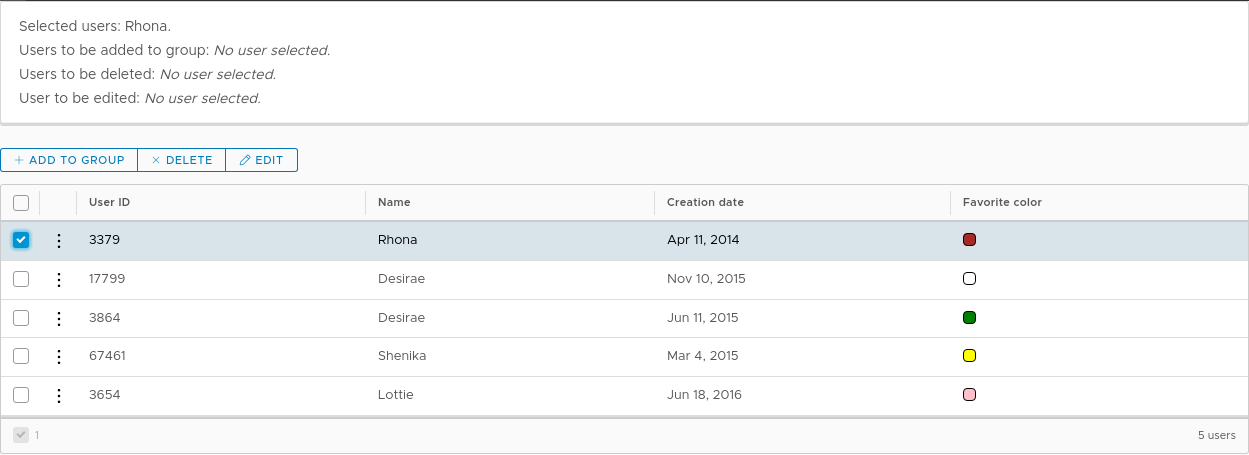 Selected users: Rhona.
Users to be added to group: No user selected.
Users to be deleted: No user selected.
User to be edited: No user selected.
ADD TO GROUP DELETE EDIT
User ID Name Creation date Favorite color
3379 Rhona Apr 11, 2014
17799 Desirae Nov 10, 2015
3864 Desirae Jun 11, 2015
67461 Shenika Mar 4, 2015
3654 Lottie Jun 18, 2016
1 5 users